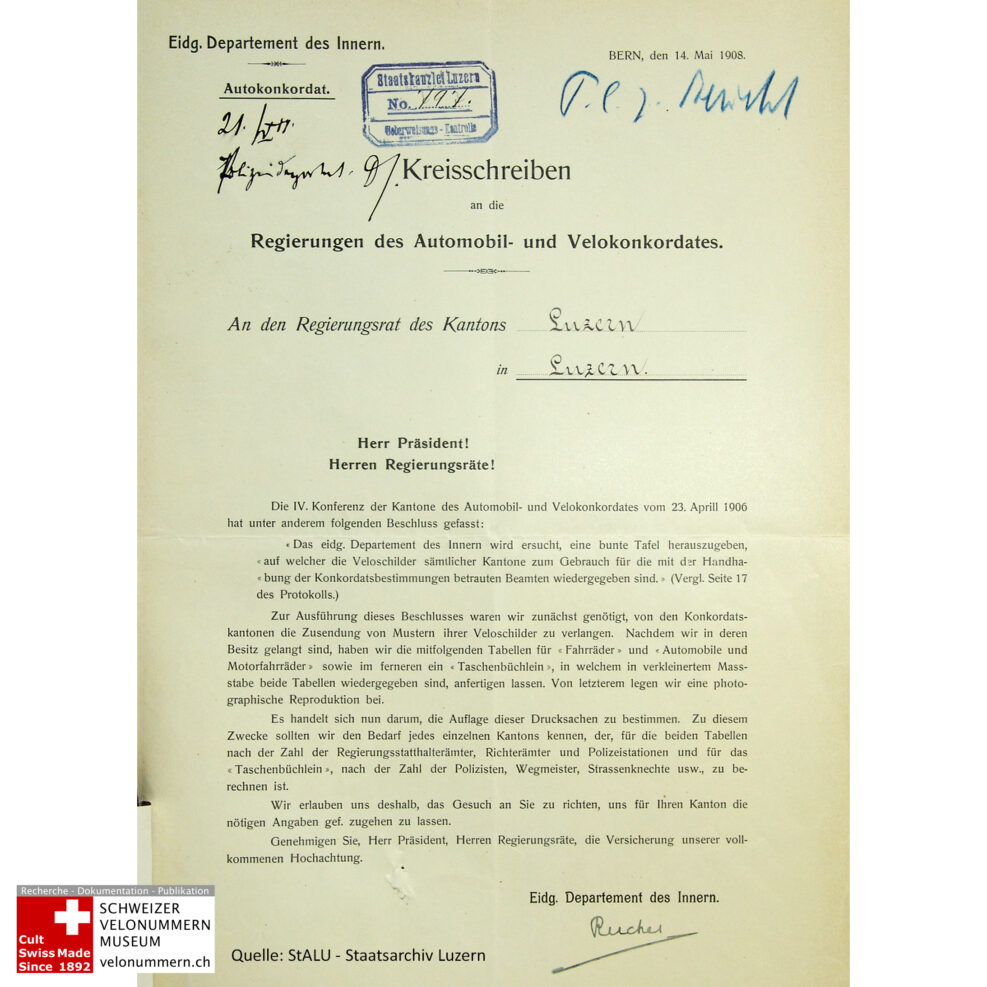 Eidg. Departement des Innern.
BERN, den 14. Mai 1908.
Autokonkordat.
Staatskanzlei Luzern
No. 797.
Ueberweisungs - Kontrolle
21./VII.
Kreisschreiben
an die
Regierungen des Automobil- und Velokonkordates.
An den Regierungsrat des Kantons Luzern
in Luzern.
Herr Präsident!
Herren Regierungsräte!
Die IV. Konferenz der Kantone des Automobil- und Velokonkordates vom 23. April 1906
hat unter anderem folgenden Beschluss gefasst:
« Das eidg. Departement des Innern wird ersucht, eine bunte Tafel herauszugeben,
« auf welcher die Veloschilder sämtlicher Kantone zum Gebrauch für die mit der Handha-
« bung der Konkordatsbestimmungen betrauten Beamten wiedergegeben sind. » (Vergl. Seite 17
des Protokolls.)
Zur Ausführung dieses Beschlusses waren wir zunächst genötigt, von den Konkordats-
kantonen die Zusendung von Mustern ihrer Veloschilder zu verlangen. Nachdem wir in deren
Besitz gelangt sind, haben wir die mitfolgenden Tabellen für « Fahrräder » und « Automobile und
Motorfahrräder » sowie im ferneren ein « Taschenbüchlein », in welchem in verkleinertem Mass-
stabe beide Tabellen wiedergegeben sind, anfertigen lassen. Von letzterem legen wir eine photo-
graphische Reproduktion bei.
Es handelt sich nun darum, die Auflage dieser Drucksachen zu bestimmen. Zu diesem
Zwecke sollten wir den Bedarf jedes einzelnen Kantons kennen, der, für die beiden Tabellen
nach der Zahl der Regierungsstatthalterämter, Richterämter und Polizeistationen und für das
« Taschenbüchlein », nach der Zahl der Polizisten, Wegmeister, Strassenknechte usw., zu be-
rechnen ist.
Wir erlauben uns deshalb, das Gesuch an Sie zu richten, uns für Ihren Kanton die
nötigen Angaben gef. zugehen zu lassen.
Genehmigen Sie, Herr Präsident, Herren Regierungsräte, die Versicherung unserer voll-
kommenen Hochachtung.
Eidg. Departement des Innern.
Recherche - Dokumentation - Publikation
Cult
Swiss Made
Since 1892
SCHWEIZER
VELONUMMERN
MUSEUM
velonummern.ch
Quelle: StALU - Staatsarchiv Luzern